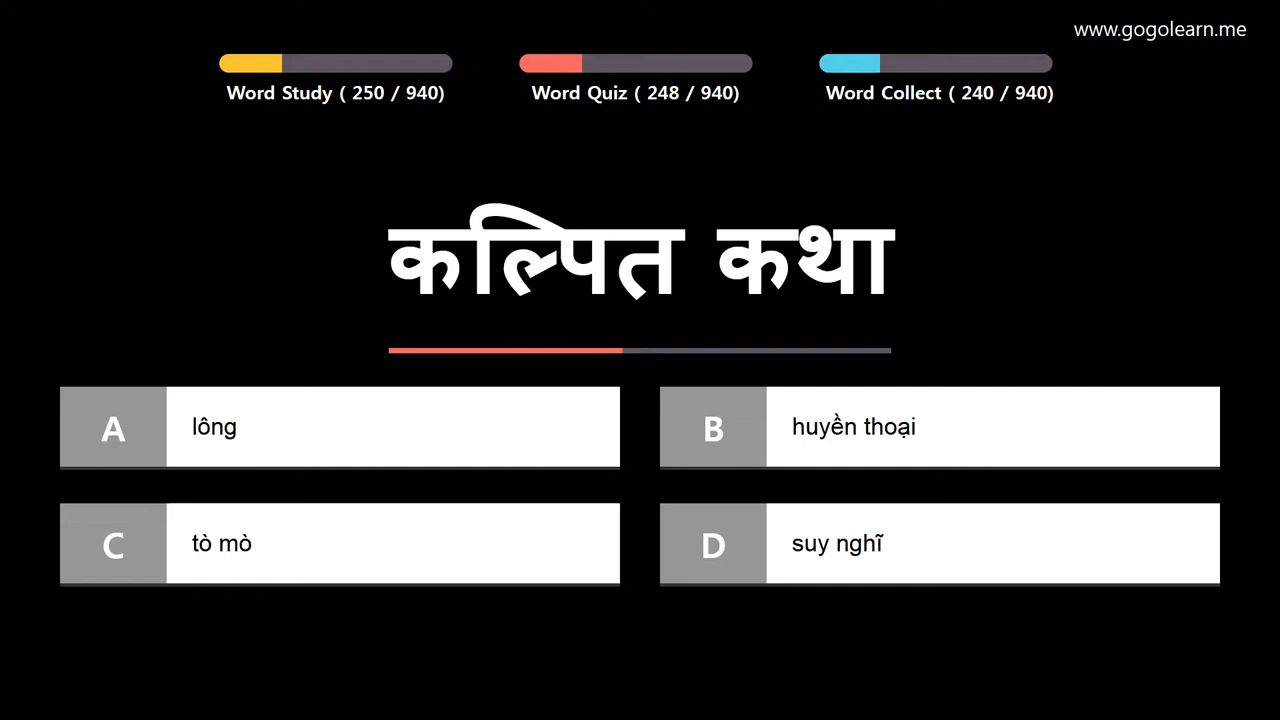 www.gogolearn.me
Word Study ( 250 / 940)
Word Quiz ( 248 / 940)
Word Collect ( 240 / 940)
कल्पित कथा
A
lông
B
huyền thoại
C
tò mò
D
suy nghĩ